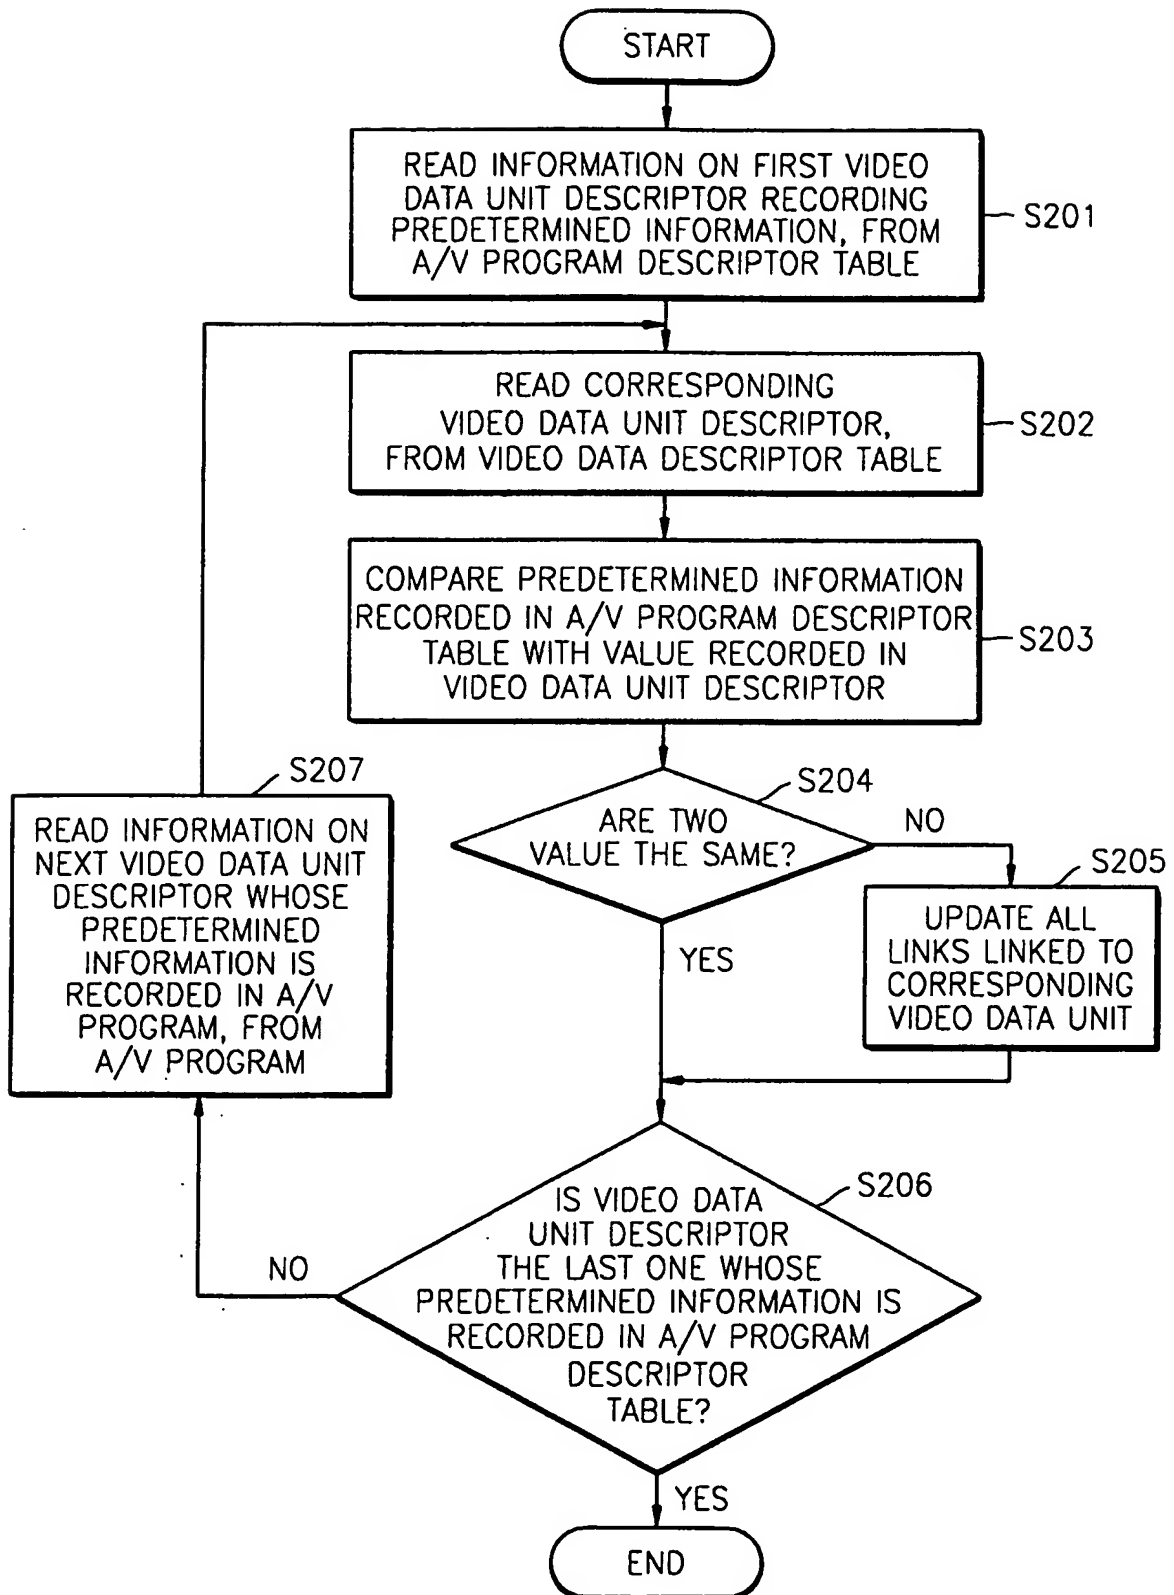 START
READ INFORMATION ON FIRST VIDEO
DATA UNIT DESCRIPTOR RECORDING
PREDETERMINED INFORMATION, FROM
A/V PROGRAM DESCRIPTOR TABLE
S201
READ CORRESPONDING
VIDEO DATA UNIT DESCRIPTOR,
FROM VIDEO DATA DESCRIPTOR TABLE
S202
COMPARE PREDETERMINED INFORMATION
RECORDED IN A/V PROGRAM DESCRIPTOR
TABLE WITH VALUE RECORDED IN
VIDEO DATA UNIT DESCRIPTOR
S203
ARE TWO
VALUE THE SAME?
S204
NO
YES
S205
UPDATE ALL
LINKS LINKED TO
CORRESPONDING
VIDEO DATA UNIT
S207
READ INFORMATION ON
NEXT VIDEO DATA UNIT
DESCRIPTOR WHOSE
PREDETERMINED
INFORMATION IS
RECORDED IN A/V
PROGRAM, FROM
A/V PROGRAM
IS VIDEO DATA
UNIT DESCRIPTOR
THE LAST ONE WHOSE
PREDETERMINED INFORMATION IS
RECORDED IN A/V PROGRAM
DESCRIPTOR
TABLE?
S206
NO
YES
END